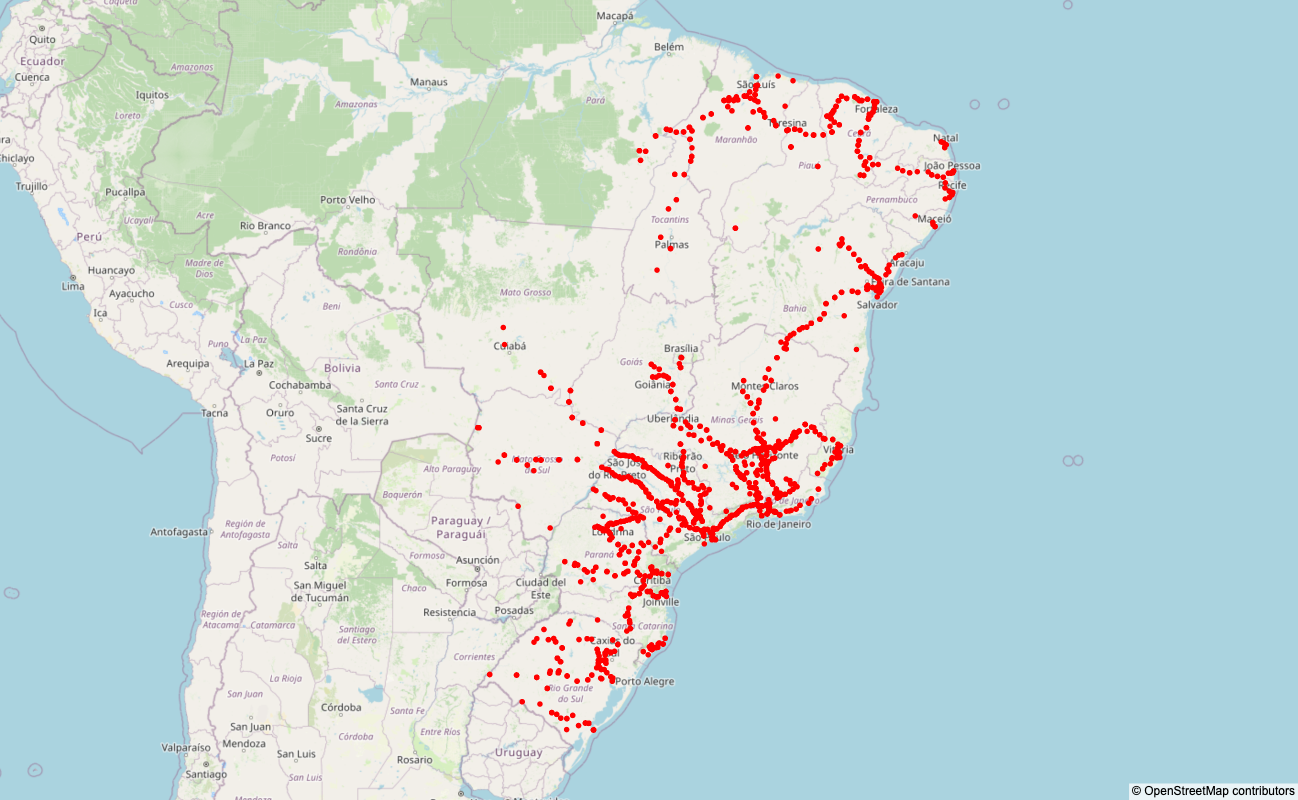 Macapá
Quito
Belém
Ecuador
Amazonas
Manaus
São Luís
Cuenca
Iquitos
Amazonas
Pará
Fortaleza
Loreto
Teresina
Maranhão
Ceará
Natal
Chiclayo
Piauí
João Pessoa
Trujillo
Pucallpa
Porto Velho
Recife
Pernambuco
Ucayali
Acre
Rio Branco
Tocantins
Maceió
Perú
Palmas
Rondônia
Madre de
Dios
Aracaju
Huancayo
Feira de Santana
Lima
Ayacucho
Mato Grosso
Cusco
Beni
Bahia
Salvador
Ica
Puno
La Paz
Cuiabá
Brasília
Arequipa
La Paz
Bolivia
Goiás
Cochabamba
Santa Cruz
Goiânia
Montes Claros
Tacna
Oruro
Santa Cruz
de la Sierra
Uberlândia
Minas Gerais
Sucre
Vitória
Potosí
Alto Paraguay
Mato Grosso
do Sul
São José
do Rio Preto
Ribeirão
Preto
Boquerón
Rio de Janeiro
Paraguay /
Paraguái
Antofagasta
Región de
Antofagasta
Londrina
São Paulo
Salta
Paraná
Formosa
Asunción
Salta
Chaco
Formosa
Ciudad del
Este
Curitiba
San Miguel
de Tucumán
Joinville
Región de
Atacama
Catamarca
Resistencia
Posadas
Santiago
del Estero
Santa Catarina
Caxias do
Sul
Corrientes
La Rioja
Porto Alegre
San Juan
Rio Grande
do Sul
Córdoba
Santa Fe
San Juan
Córdoba
Entre Ríos
Valparaíso
Mendoza
San Luis
Uruguay
Rosario
Santiago
San Luis
© OpenStreetMap contributors